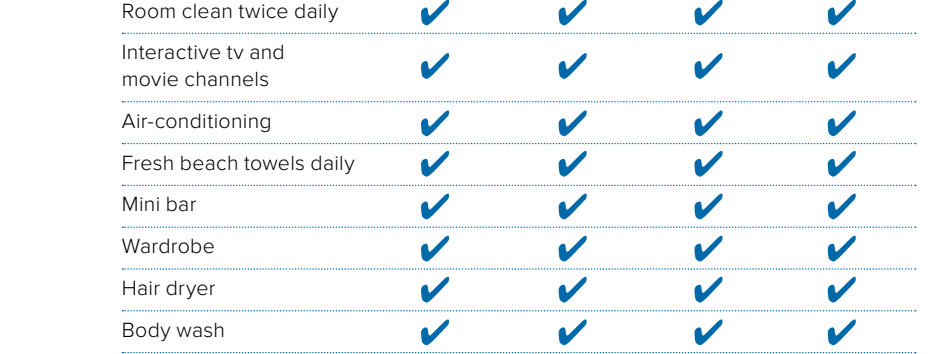 Room clean twice daily ✔ ✔ ✔ ✔
Interactive tv and
movie channels ✔ ✔ ✔ ✔
Air-conditioning ✔ ✔ ✔ ✔
Fresh beach towels daily ✔ ✔ ✔ ✔
Mini bar ✔ ✔ ✔ ✔
Wardrobe ✔ ✔ ✔ ✔
Hair dryer ✔ ✔ ✔ ✔
Body wash ✔ ✔ ✔ ✔